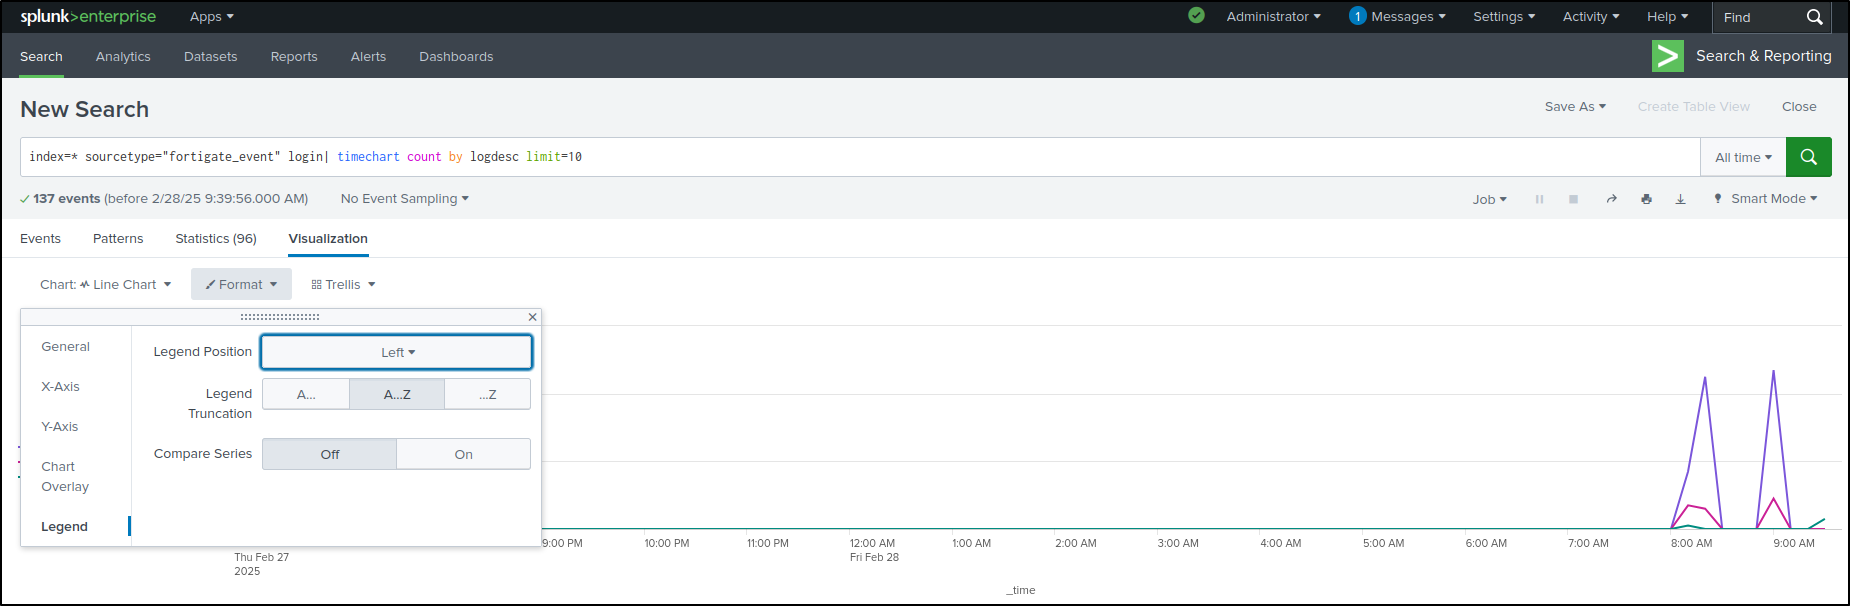 splunk>enterprise Apps Administrator 1 Messages Settings Activity Help Find
Search Analytics Datasets Reports Alerts Dashboards Search & Reporting
New Search Save As Create Table View Close
index=* sourcetype="fortigate_event" login| timechart count by logdesc limit=10 All time
137 events (before 2/28/25 9:39:56.000 AM) No Event Sampling Job Smart Mode
Events Patterns Statistics (96) Visualization
Chart: Line Chart Format Trellis
General
X-Axis
Y-Axis
Chart
Overlay
Legend
Legend Position Left
Legend
Truncation A... A...Z ...Z
Compare Series Off On
9:00 PM 10:00 PM 11:00 PM 12:00 AM 1:00 AM 2:00 AM 3:00 AM 4:00 AM 5:00 AM 6:00 AM 7:00 AM 8:00 AM 9:00 AM
Thu Feb 27 Fri Feb 28
2025
_time